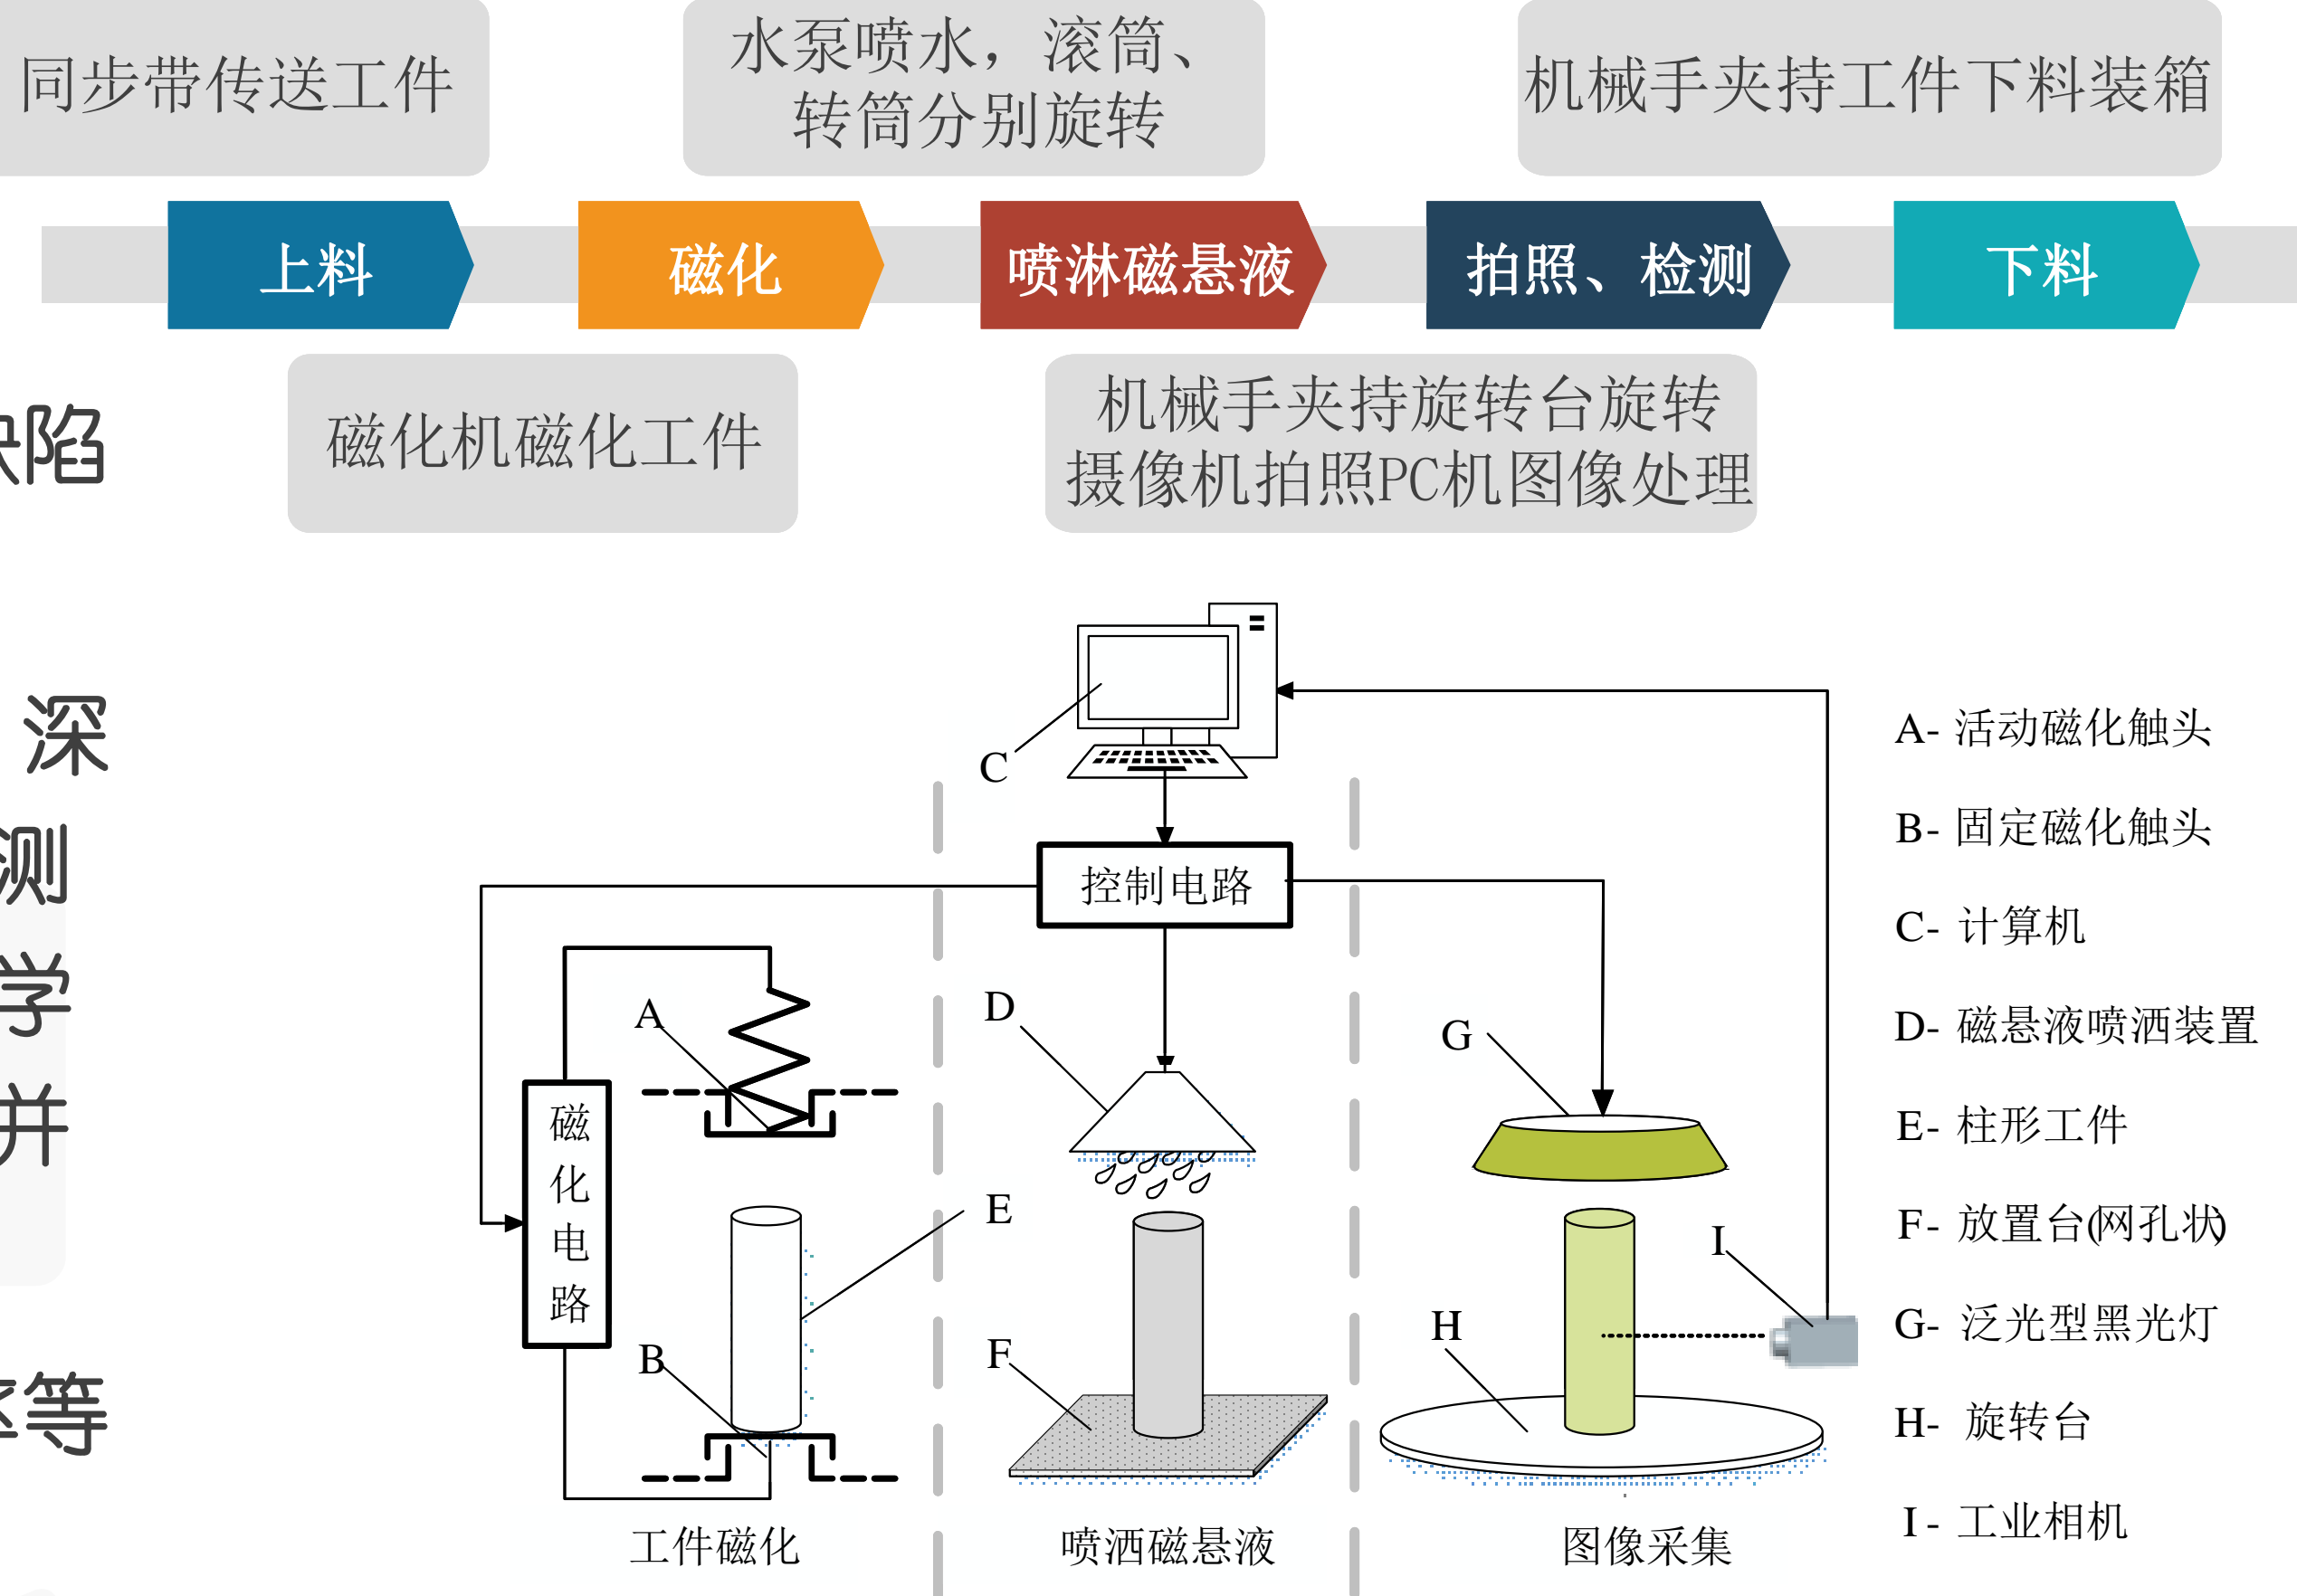 同步带传送工件
水泵喷水，滚筒、
转筒分别旋转
机械手夹持工件下料装箱
上料
磁化
喷淋磁悬液
拍照、检测
下料
磁化机磁化工件
机械手夹持旋转台旋转
摄像机拍照PC机图像处理
缺陷
深
测
学
并
等
C
控制电路
A
磁化电路
B
E
D
F
G
H
I
工件磁化
喷洒磁悬液
图像采集
A- 活动磁化触头
B- 固定磁化触头
C- 计算机
D- 磁悬液喷洒装置
E- 柱形工件
F- 放置台(网孔状)
G- 泛光型黑光灯
H- 旋转台
I- 工业相机